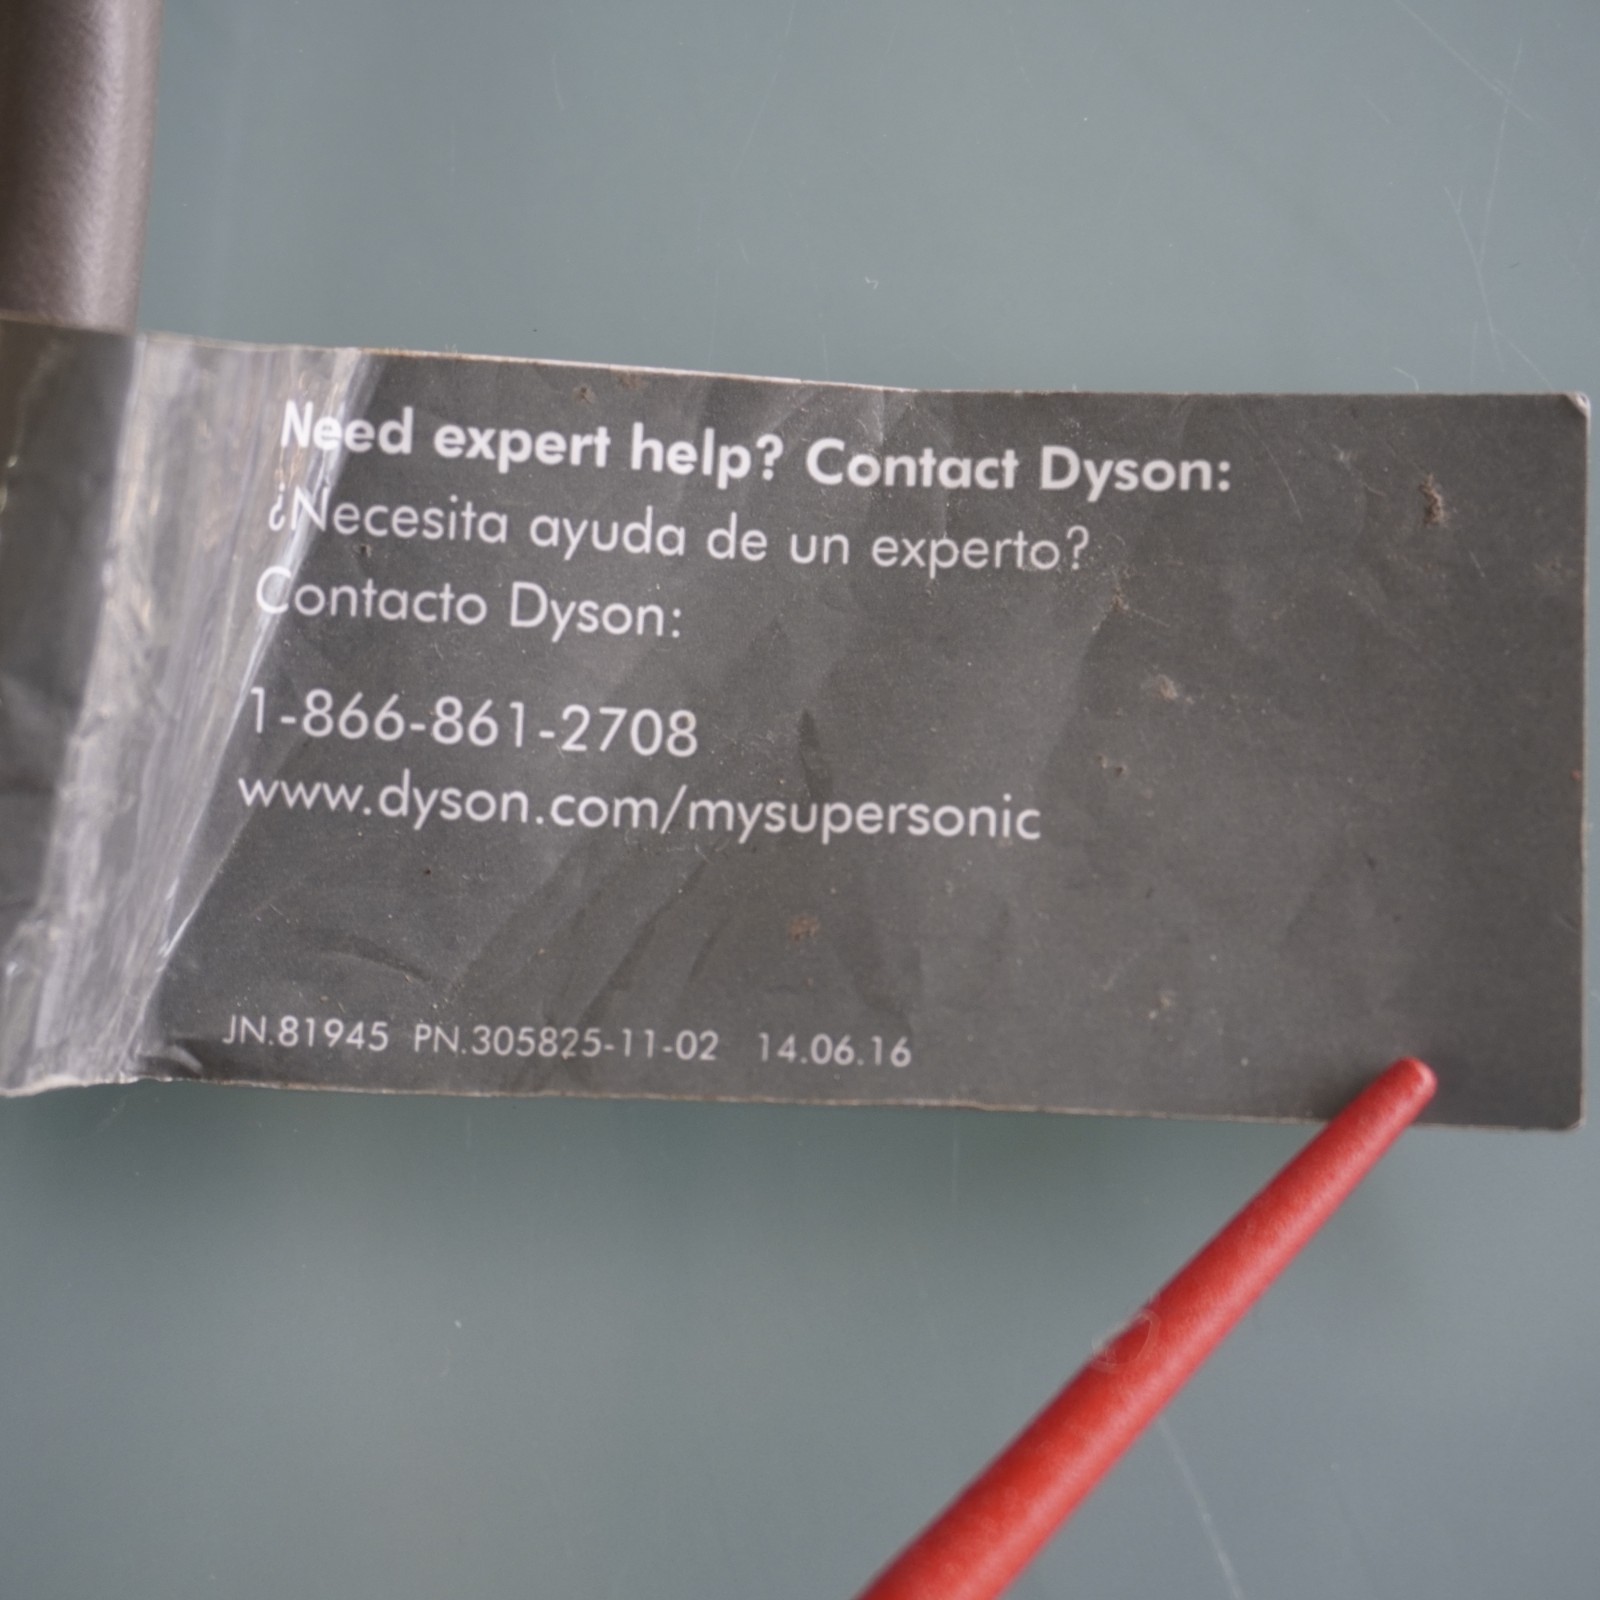 Need expert help? Contact Dyson:
¿Necesita ayuda de un experto?
Contacto Dyson:
1-866-861-2708
www.dyson.com/mysupersonic
JN.81945 PN.305825-11-02 14.06.16